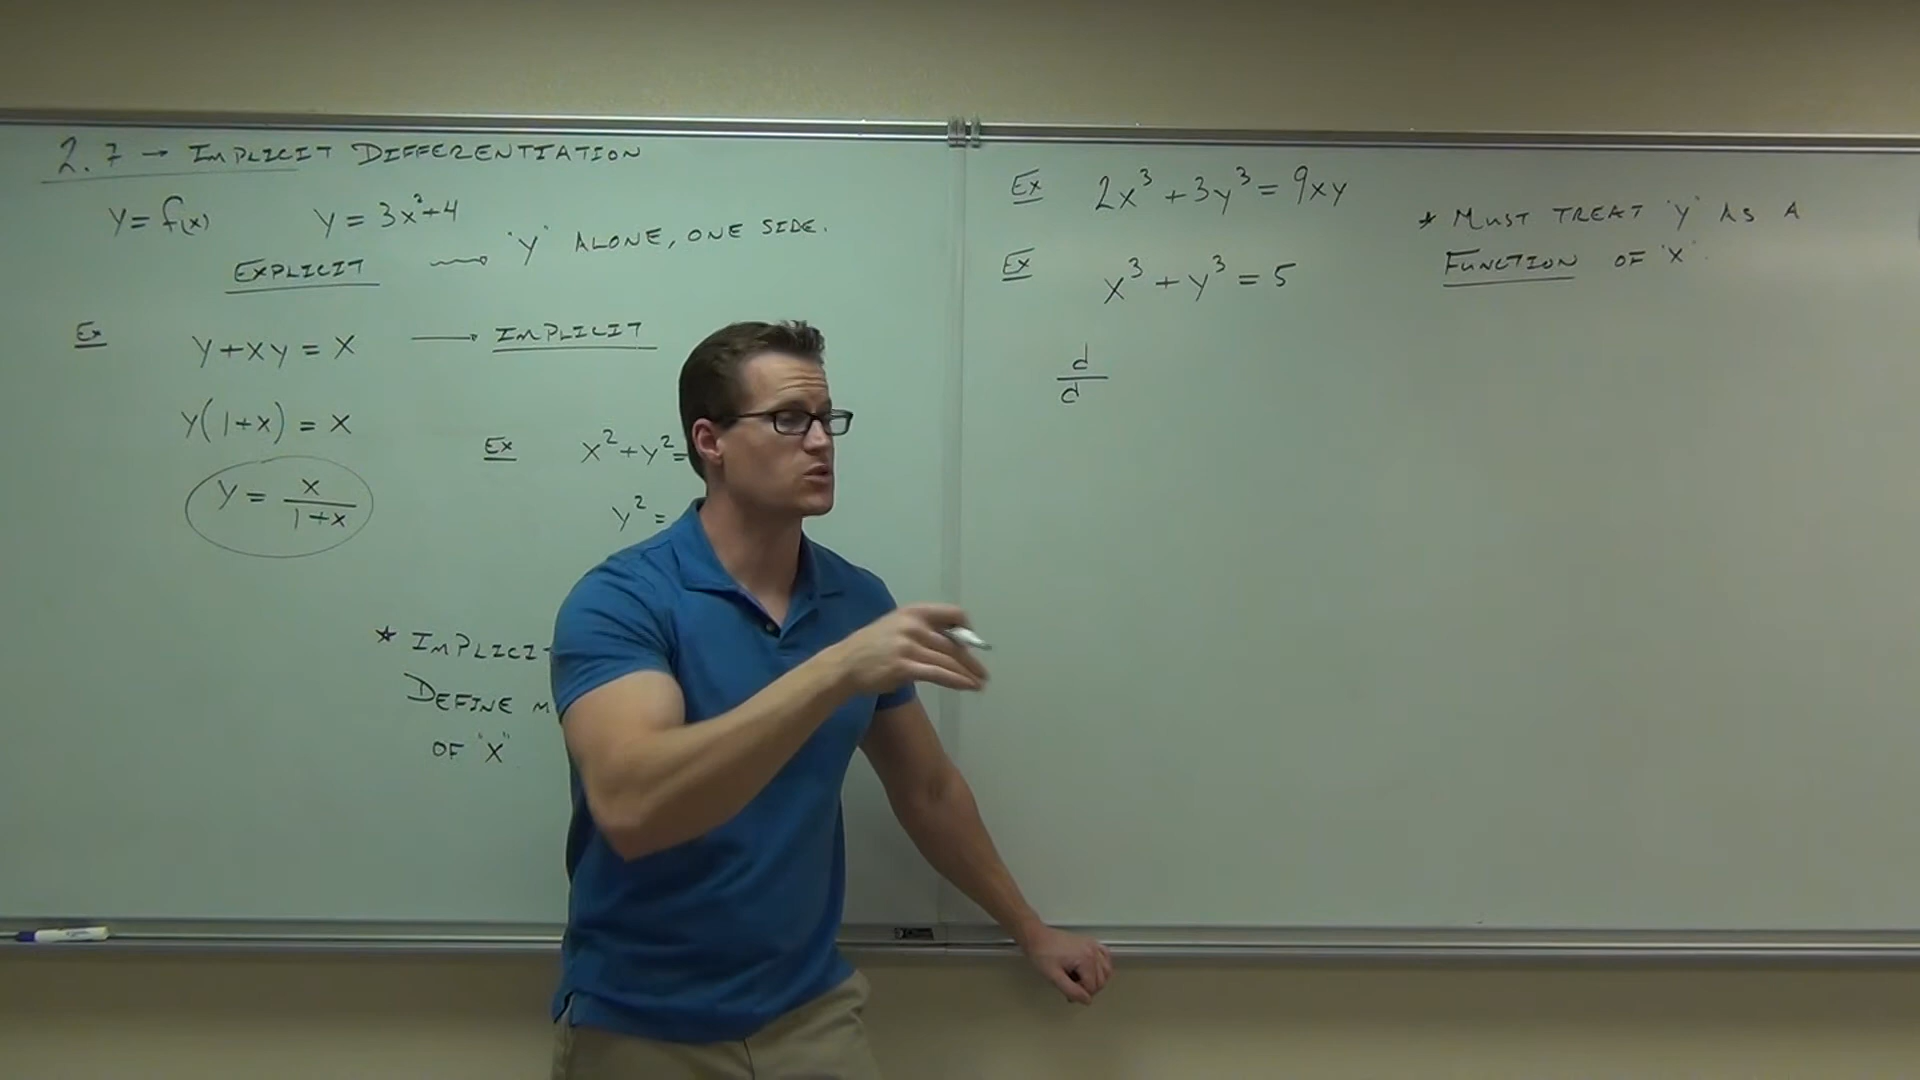 2.7 → IMPLICIT DIFFERENTIATION
y = f(x)   y = 3x²+4
EXPLICIT → "y" ALONE, ONE SIDE.
Ex y+xy = x → IMPLICIT
y(1+x) = x
y = x/(1+x)
Ex x²+y²=
y² =
* IMPLICIT
DEFINE
OF "X"
Ex 2x³+3y³ = 9xy
Ex x³+y³ = 5
* MUST TREAT "y" AS A
FUNCTION OF "X".
d/d